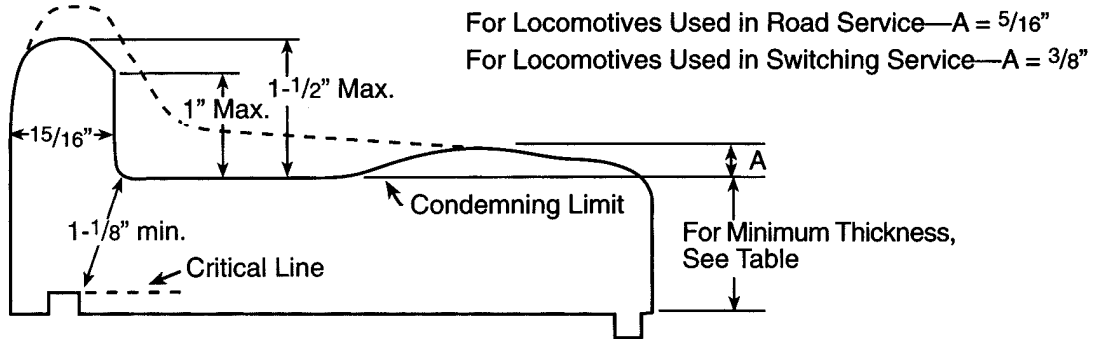 For Locomotives Used in Road Service—A = 5/16"
For Locomotives Used in Switching Service—A = 3/8"
1-1/2" Max.
1" Max.
15/16"
A
Condemning Limit
1-1/8" min.
For Minimum Thickness,
See Table
Critical Line